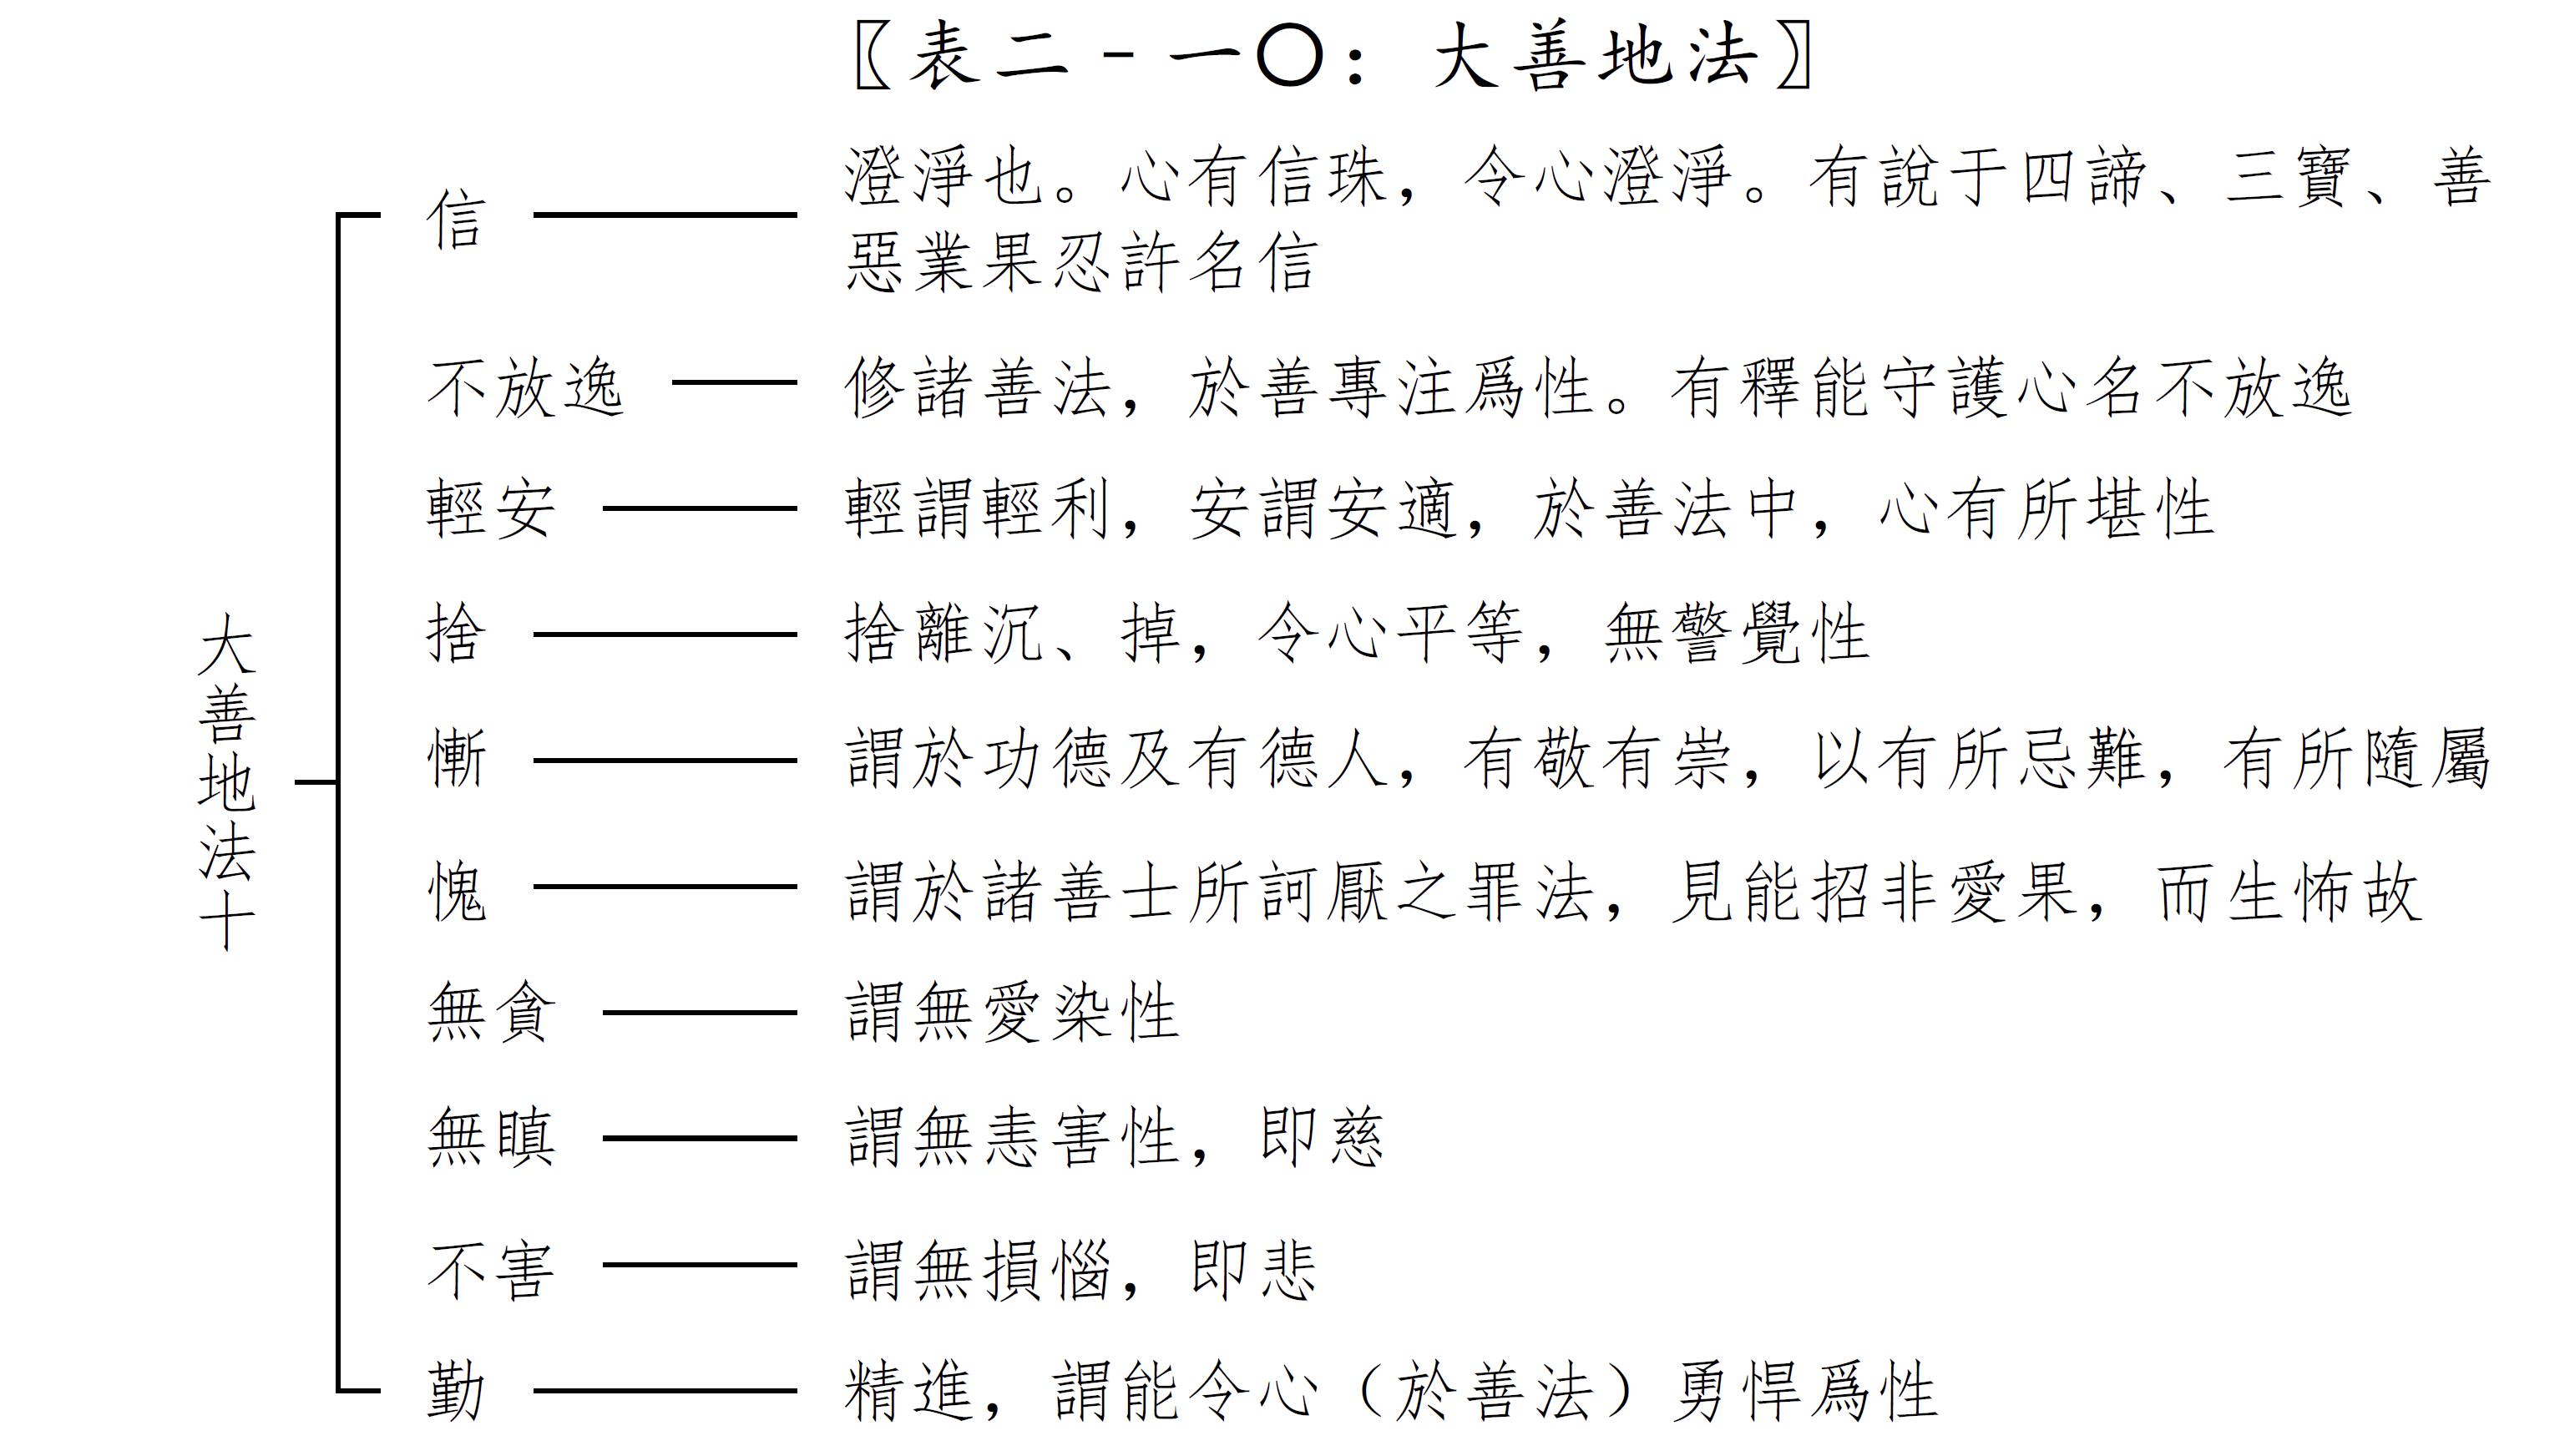 〖表二－一〇：大善地法〗
大善地法十
信
澄淨也。心有信珠，令心澄淨。有說于四諦、三寶、善
惡業果忍許名信
不放逸
修諸善法，於善專注爲性。有釋能守護心名不放逸
輕安
輕謂輕利，安謂安適，於善法中，心有所堪性
捨
捨離沉、掉，令心平等，無警覺性
慚
謂於功德及有德人，有敬有崇，以有所忌難，有所隨屬
愧
謂於諸善士所訶厭之罪法，見能招非愛果，而生怖故
無貪
謂無愛染性
無瞋
謂無恚害性，即慈
不害
謂無損惱，即悲
勤
精進，謂能令心（於善法）勇悍爲性